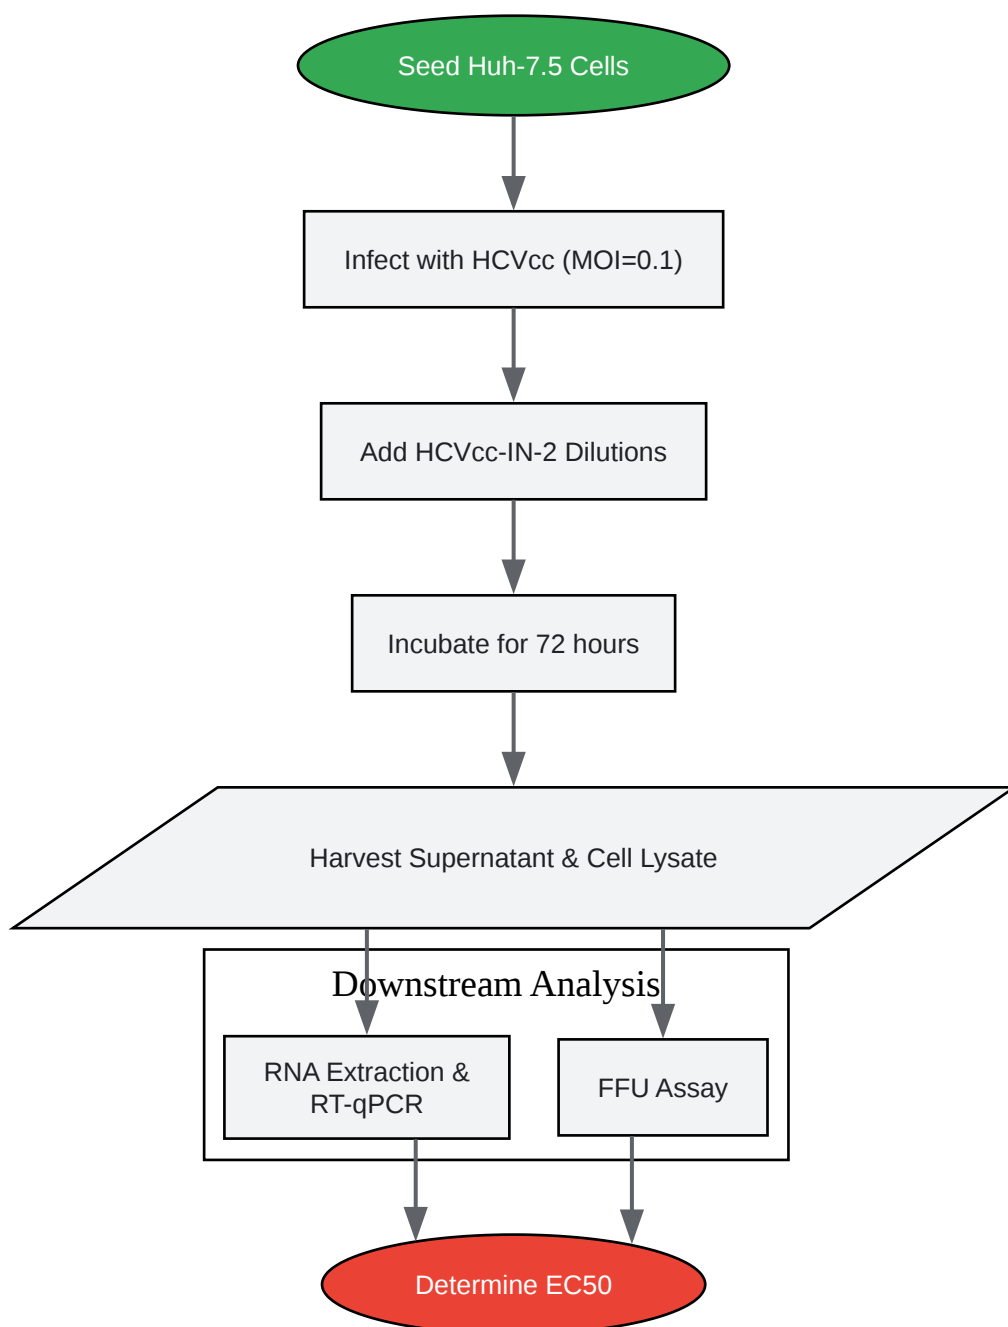 Seed Huh-7.5 Cells
Infect with HCVcc (MOI=0.1)
Add HCVcc-IN-2 Dilutions
Incubate for 72 hours
Harvest Supernatant & Cell Lysate
Downstream Analysis
RNA Extraction &
RT-qPCR
FFU Assay
Determine EC50